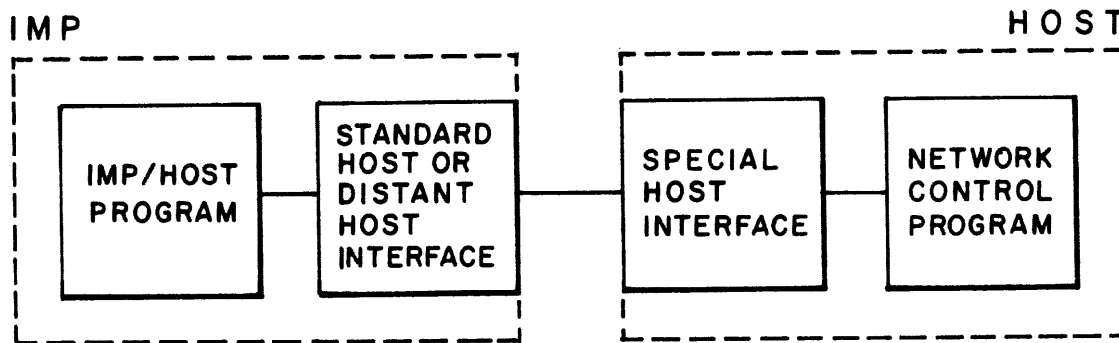 IMP
HOST
IMP/HOST
PROGRAM
STANDARD
HOST OR
DISTANT
HOST
INTERFACE
SPECIAL
HOST
INTERFACE
NETWORK
CONTROL
PROGRAM